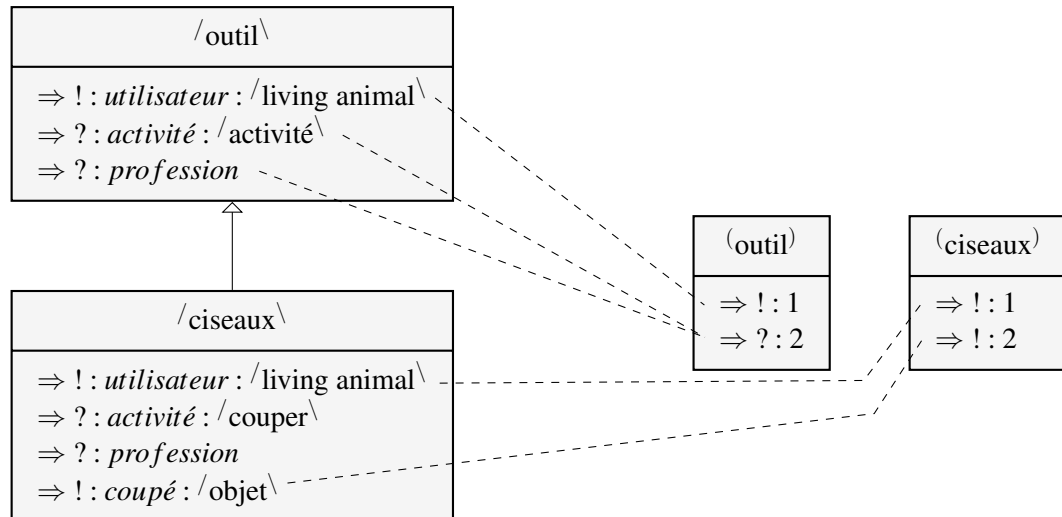 /outil\
⇒ ! : utilisateur : /living animal\
⇒ ? : activité : /activité\
⇒ ? : profession
/ciseaux\
⇒ ! : utilisateur : /living animal\
⇒ ? : activité : /couper\
⇒ ? : profession
⇒ ! : coupé : /objet\
(outil)
⇒ ! : 1
⇒ ? : 2
(ciseaux)
⇒ ! : 1
⇒ ! : 2